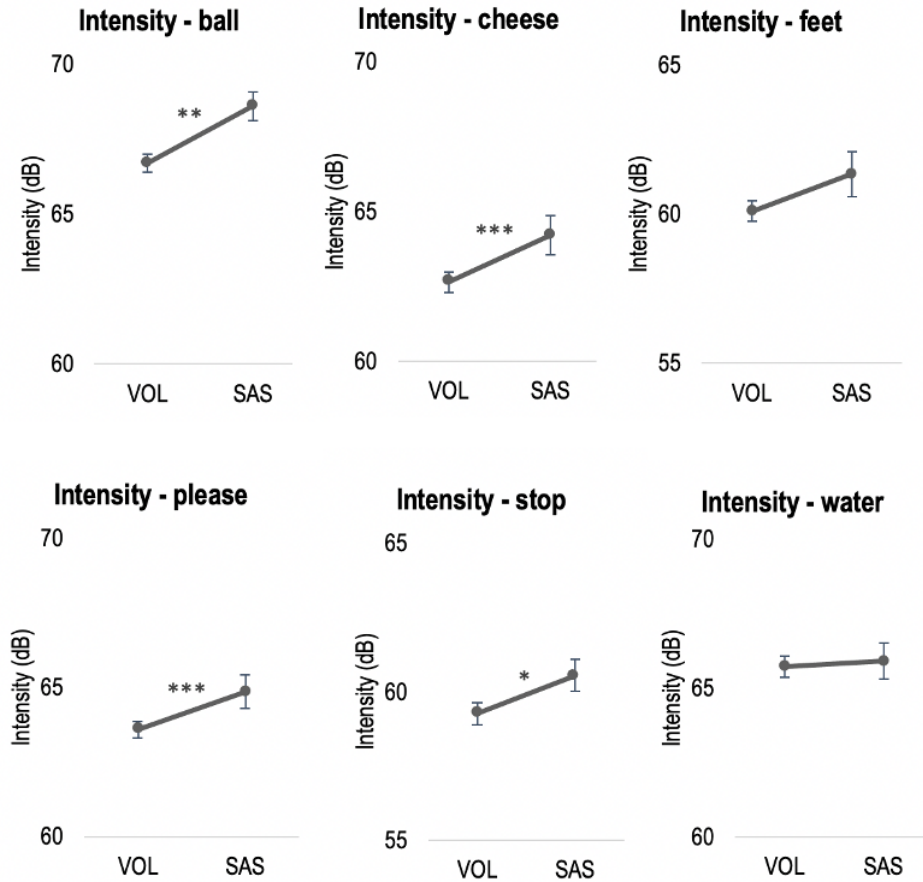 Intensity - ball
70
65
60
Intensity (dB)
**
VOL SAS
Intensity - cheese
70
65
60
Intensity (dB)
***
VOL SAS
Intensity - feet
65
60
55
Intensity (dB)
VOL SAS
Intensity - please
70
65
60
Intensity (dB)
***
VOL SAS
Intensity - stop
65
60
55
Intensity (dB)
*
VOL SAS
Intensity - water
70
65
60
Intensity (dB)
VOL SAS